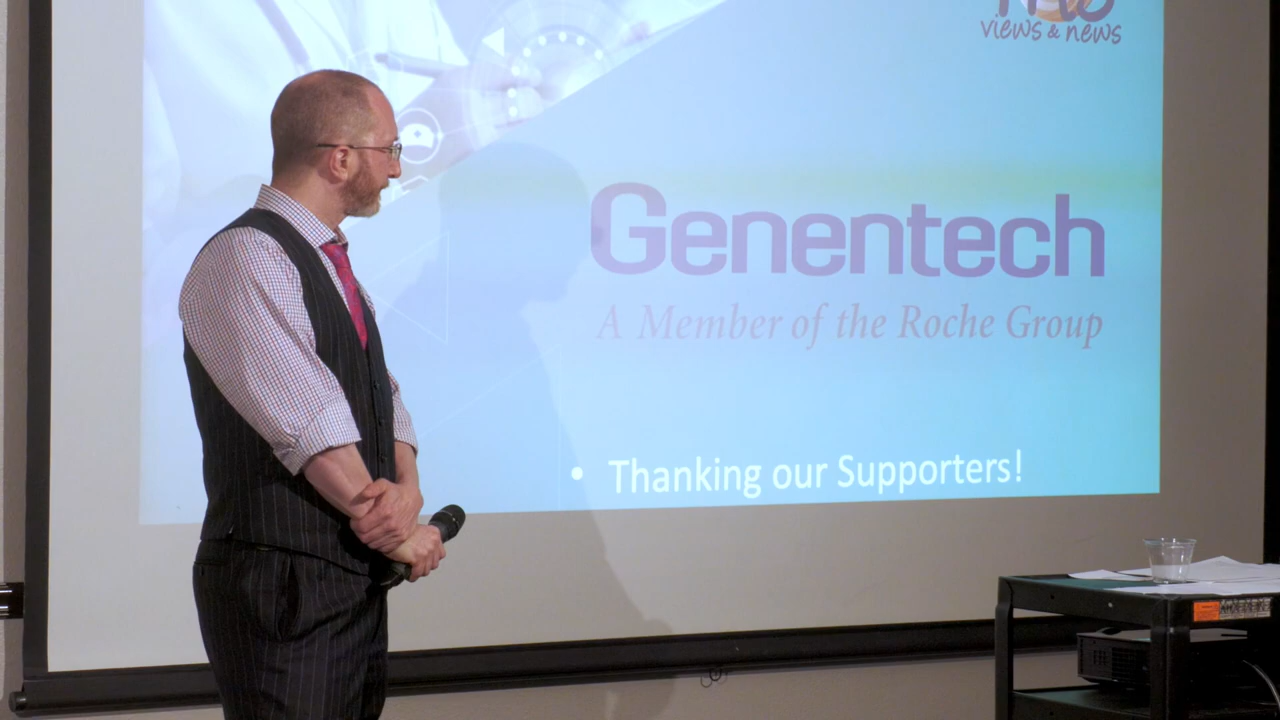 views & news
Genentech
A Member of the Roche Group
• Thanking our Supporters!